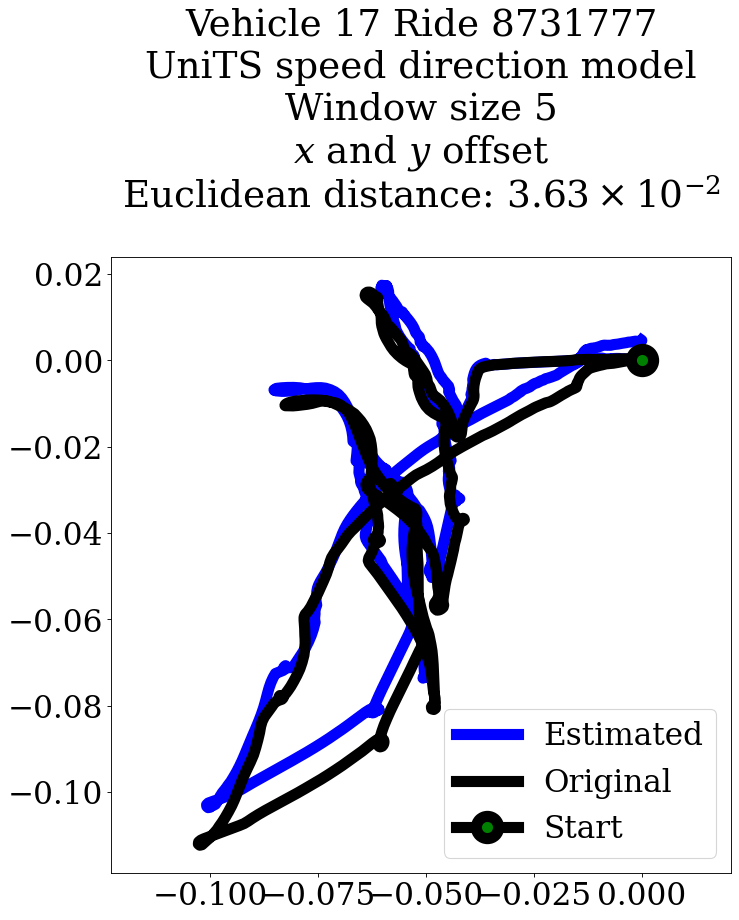 Vehicle 17 Ride 8731777
UniTS speed direction model
Window size 5
x and y offset
Euclidean distance: 3.63 × 10⁻²
0.02
0.00
−0.02
−0.04
−0.06
−0.08
−0.10
Estimated
Original
Start
−0.100 −0.075 −0.050 −0.025 0.000